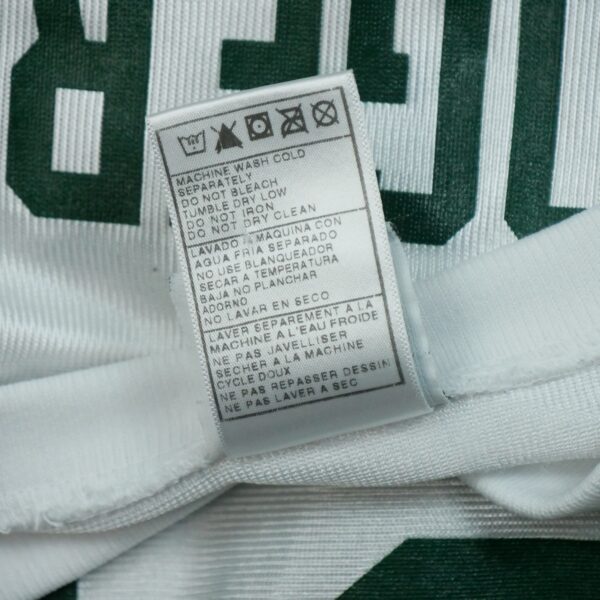 MACHINE WASH COLD
SEPARATELY
DO NOT BLEACH
TUMBLE DRY LOW
DO NOT IRON
DO NOT DRY CLEAN
LAVADO A MAQUINA CON
AGUA FRIA SEPARADO
NO USE BLANQUEADOR
SECAR A TEMPERATURA
BAJA NO PLANCHAR
ADORNO
NO LAVAR EN SECO
LAVER SEPAREMENT A LA
MACHINE A L'EAU FROIDE
NE PAS JAVELLISER
SECHER A LA MACHINE
CYCLE DOUX
NE PAS REPASSER DESSIN
NE PAS LAVER A SEC